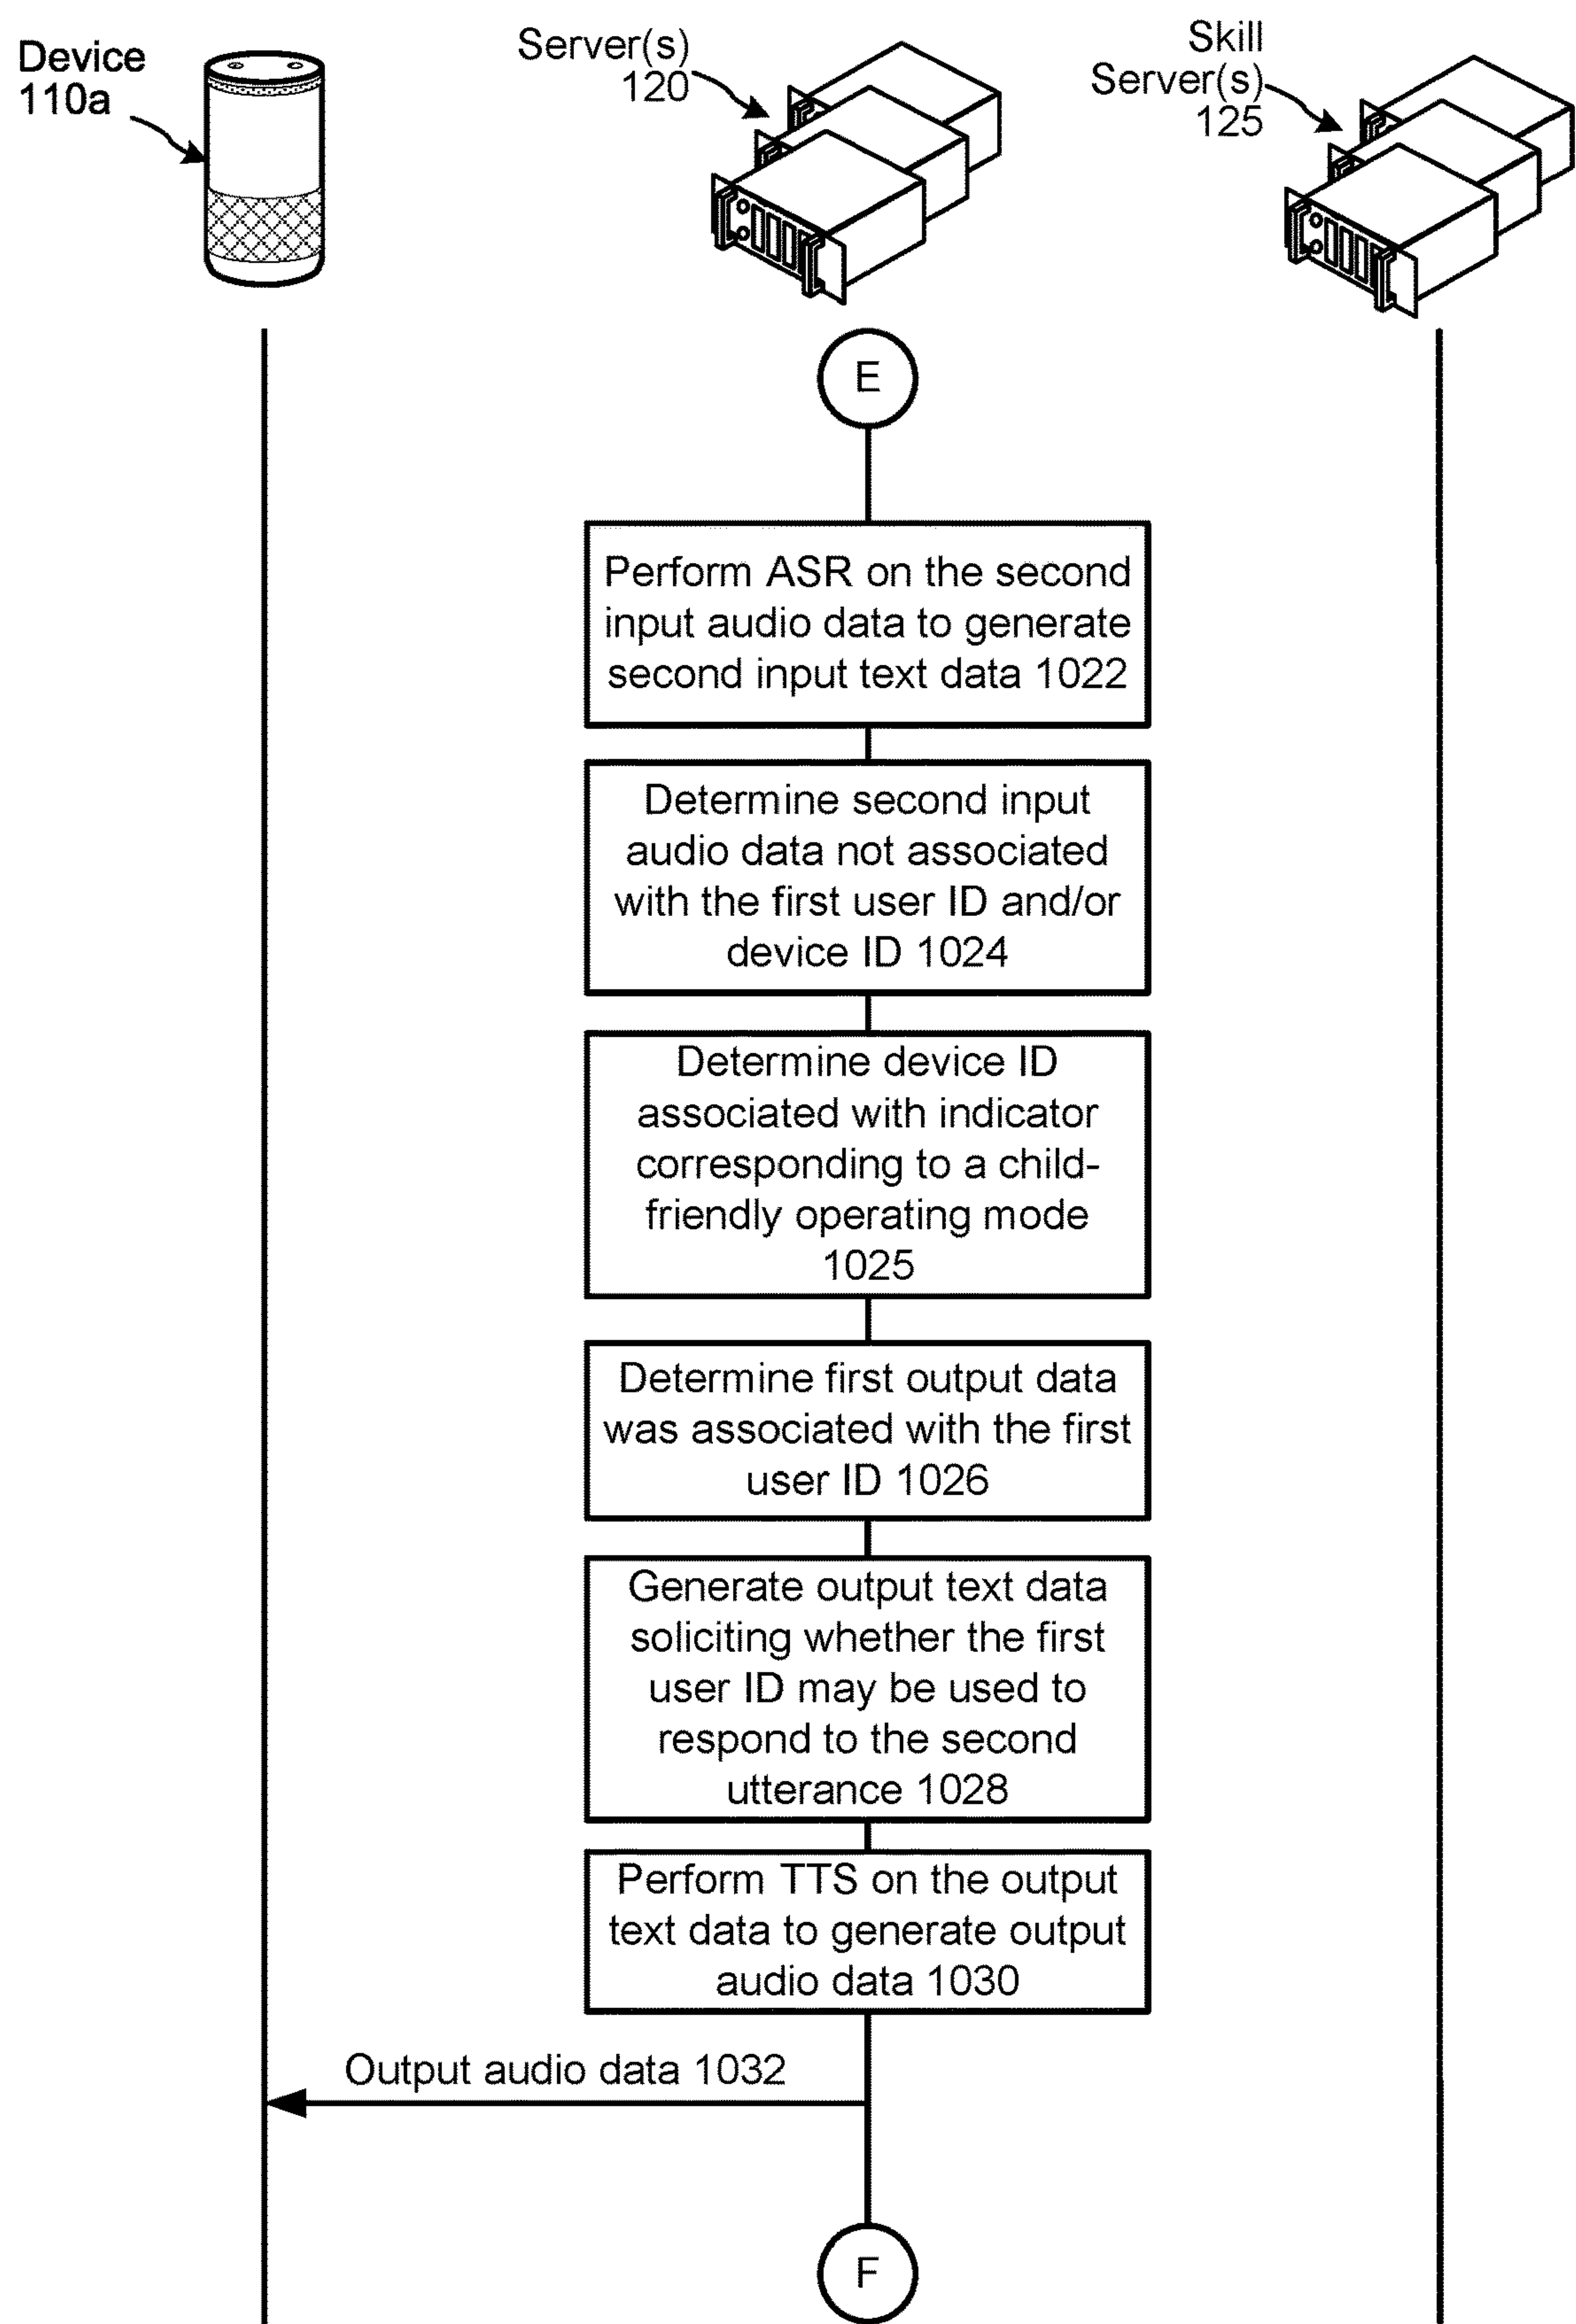 Device
110a
Server(s)
120
Skill
Server(s)
125
E
Perform ASR on the second
input audio data to generate
second input text data 1022
Determine second input
audio data not associated
with the first user ID and/or
device ID 1024
Determine device ID
associated with indicator
corresponding to a child-
friendly operating mode
1025
Determine first output data
was associated with the first
user ID 1026
Generate output text data
soliciting whether the first
user ID may be used to
respond to the second
utterance 1028
Perform TTS on the output
text data to generate output
audio data 1030
Output audio data 1032
F